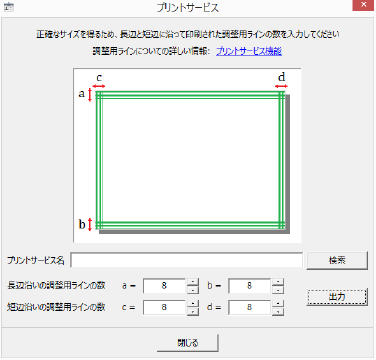 プリントサービス
正確なサイズを得るため、長辺と短辺に沿って印刷された調整用ラインの数を入力してください
調整用ラインについての詳しい情報: プリントサービス機能
c d
a
b
プリントサービス名 検索
長辺沿いの調整用ラインの数 a = 8 b = 8
短辺沿いの調整用ラインの数 c = 8 d = 8
出力
閉じる